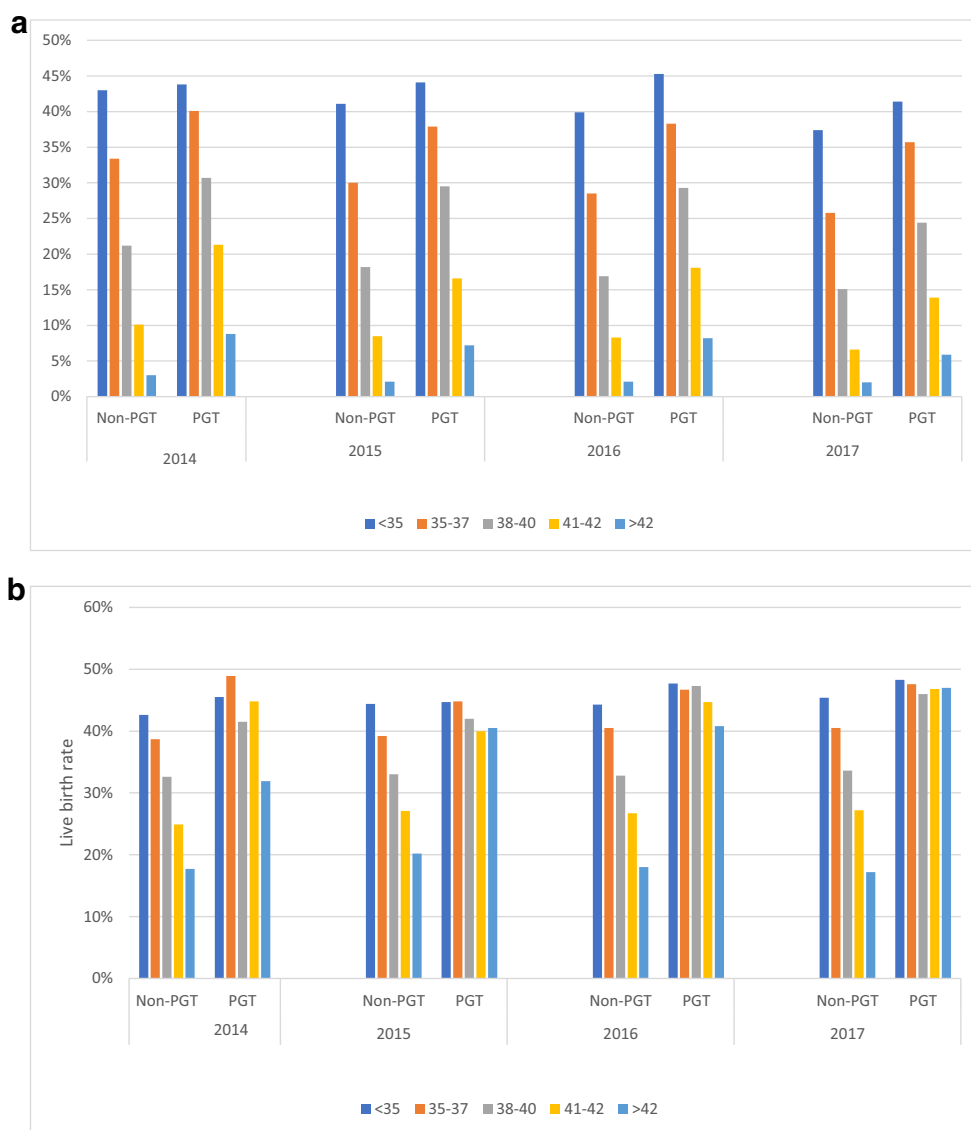 a
50%
45%
40%
35%
30%
25%
20%
15%
10%
5%
0%
Non-PGT PGT Non-PGT PGT Non-PGT PGT Non-PGT PGT
2014 2015 2016 2017
<35 35-37 38-40 41-42 >42
b
60%
50%
40%
30%
20%
10%
0%
Live birth rate
Non-PGT PGT Non-PGT PGT Non-PGT PGT Non-PGT PGT
2014 2015 2016 2017
<35 35-37 38-40 41-42 >42